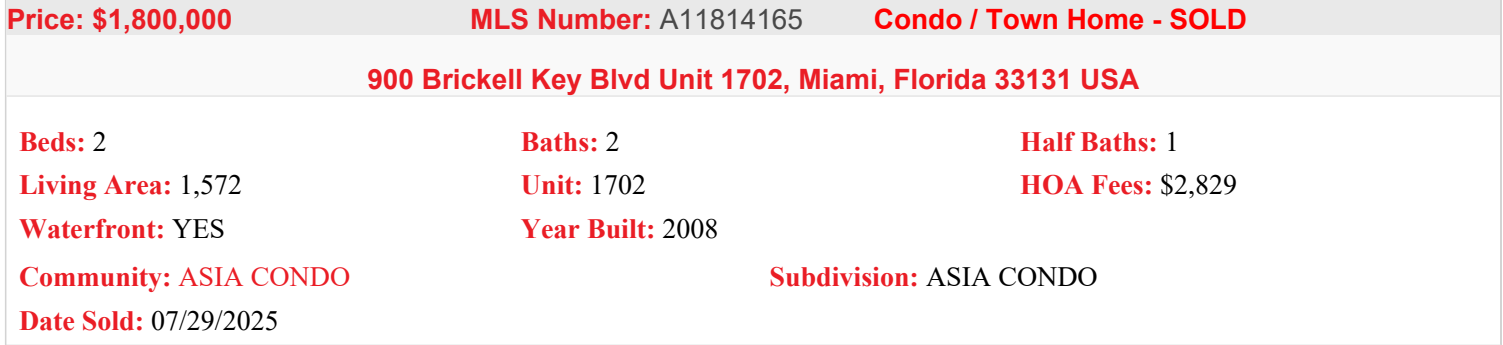 Price: $1,800,000 MLS Number: A11814165 Condo / Town Home - SOLD
900 Brickell Key Blvd Unit 1702, Miami, Florida 33131 USA
Beds: 2 Baths: 2 Half Baths: 1
Living Area: 1,572 Unit: 1702 HOA Fees: $2,829
Waterfront: YES Year Built: 2008
Community: ASIA CONDO Subdivision: ASIA CONDO
Date Sold: 07/29/2025